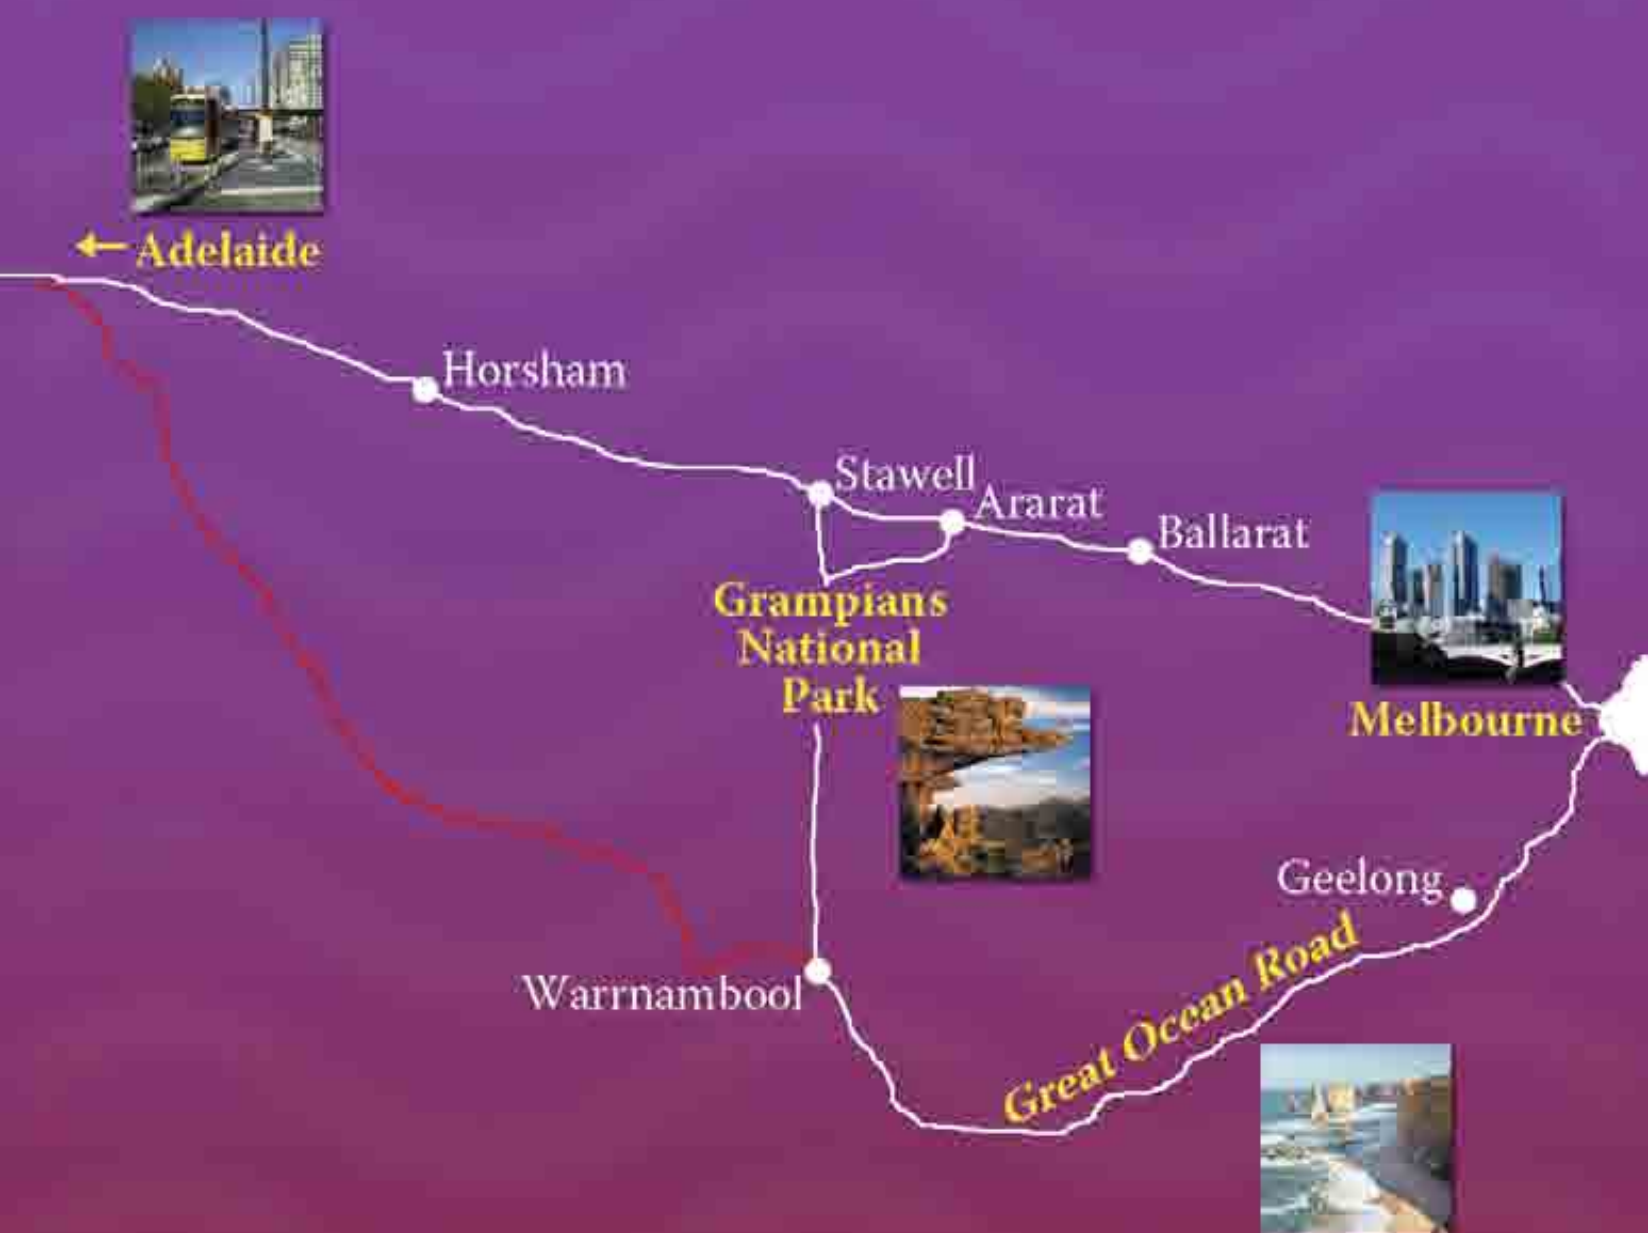 Adelaide
Horsham
Stawell
Ararat
Ballarat
Grampians
National
Park
Melbourne
Geelong
Great Ocean Road
Warrnambool